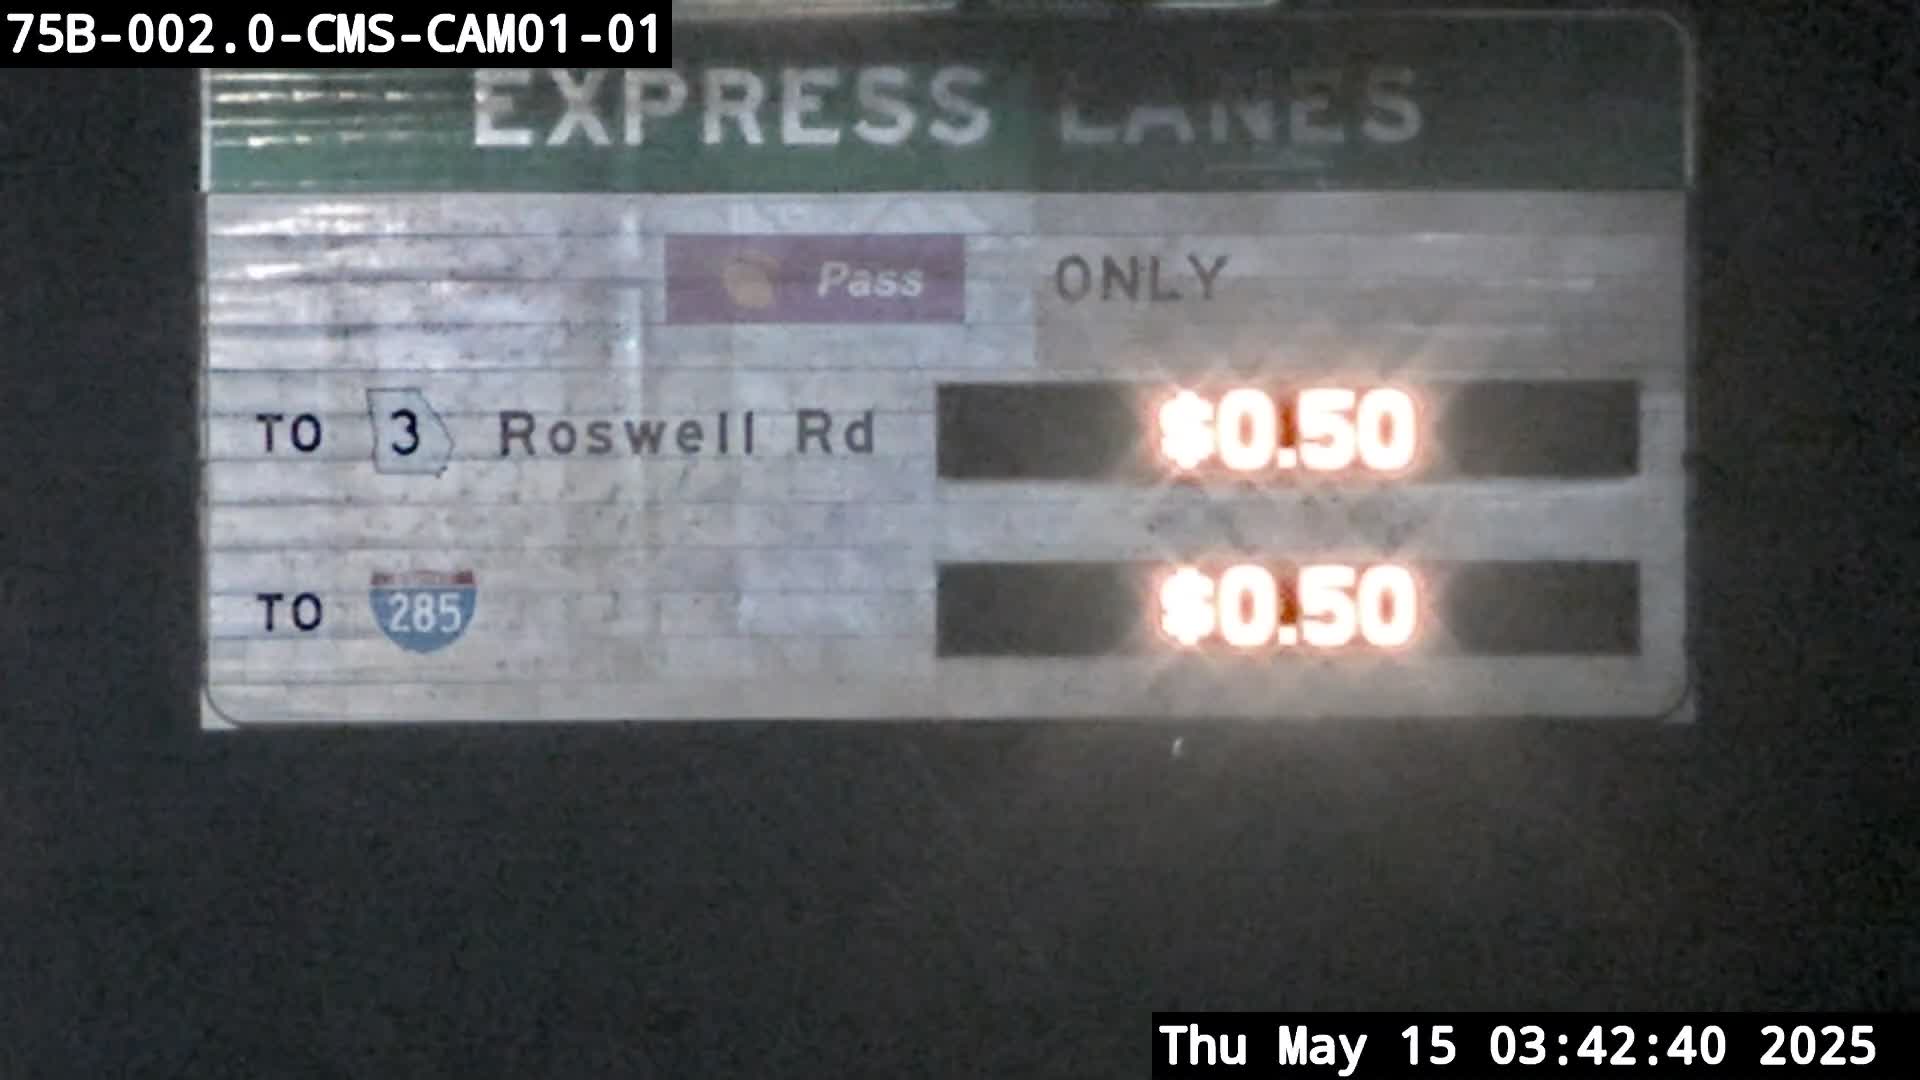 75B-002.0-CMS-CAM01-01
EXPRESS LANES
Pass ONLY
TO 3 Roswell Rd $0.50
TO 285 $0.50
Thu May 15 03:42:40 2025